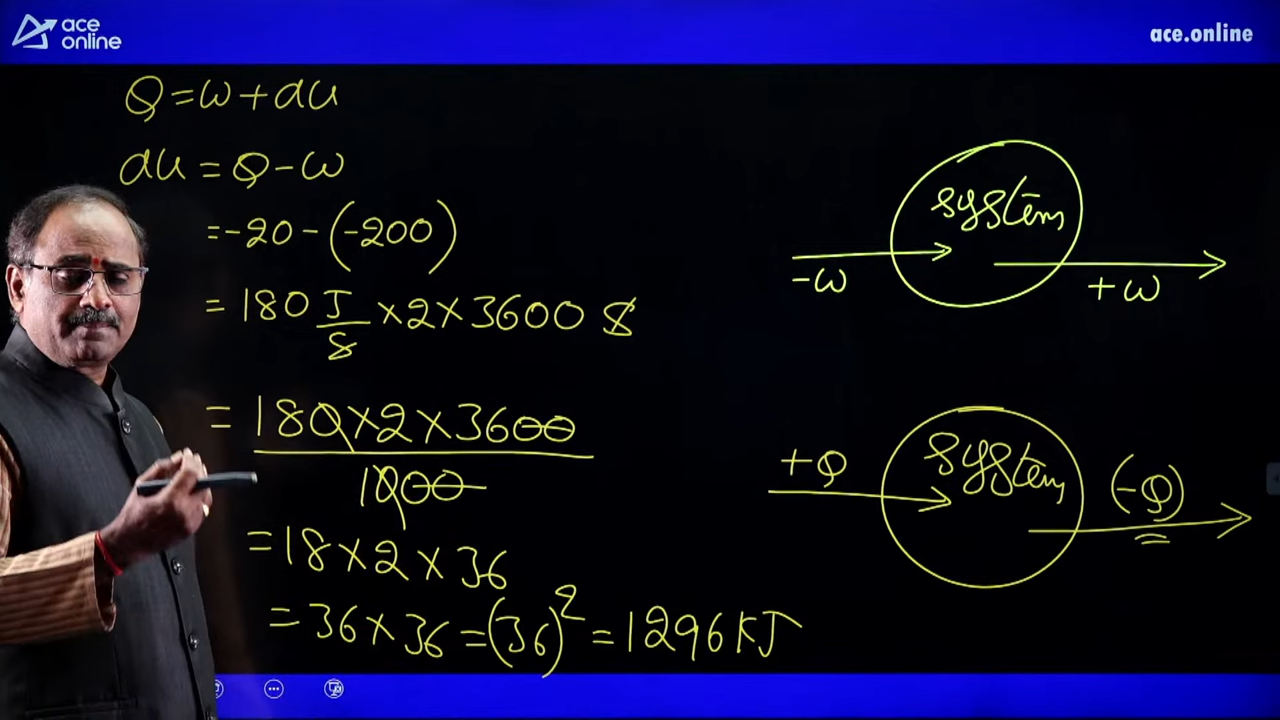 ace
online
ace.online
Q = W + dU
dU = Q - W
= -20 - (-200)
= 180 J/s × 2 × 3600 s
= 180 × 2 × 3600
1000
= 18 × 2 × 36
= 36 × 36 = (36)² = 1296 KJ
system
-W
+W
+Q
system
(-Q)